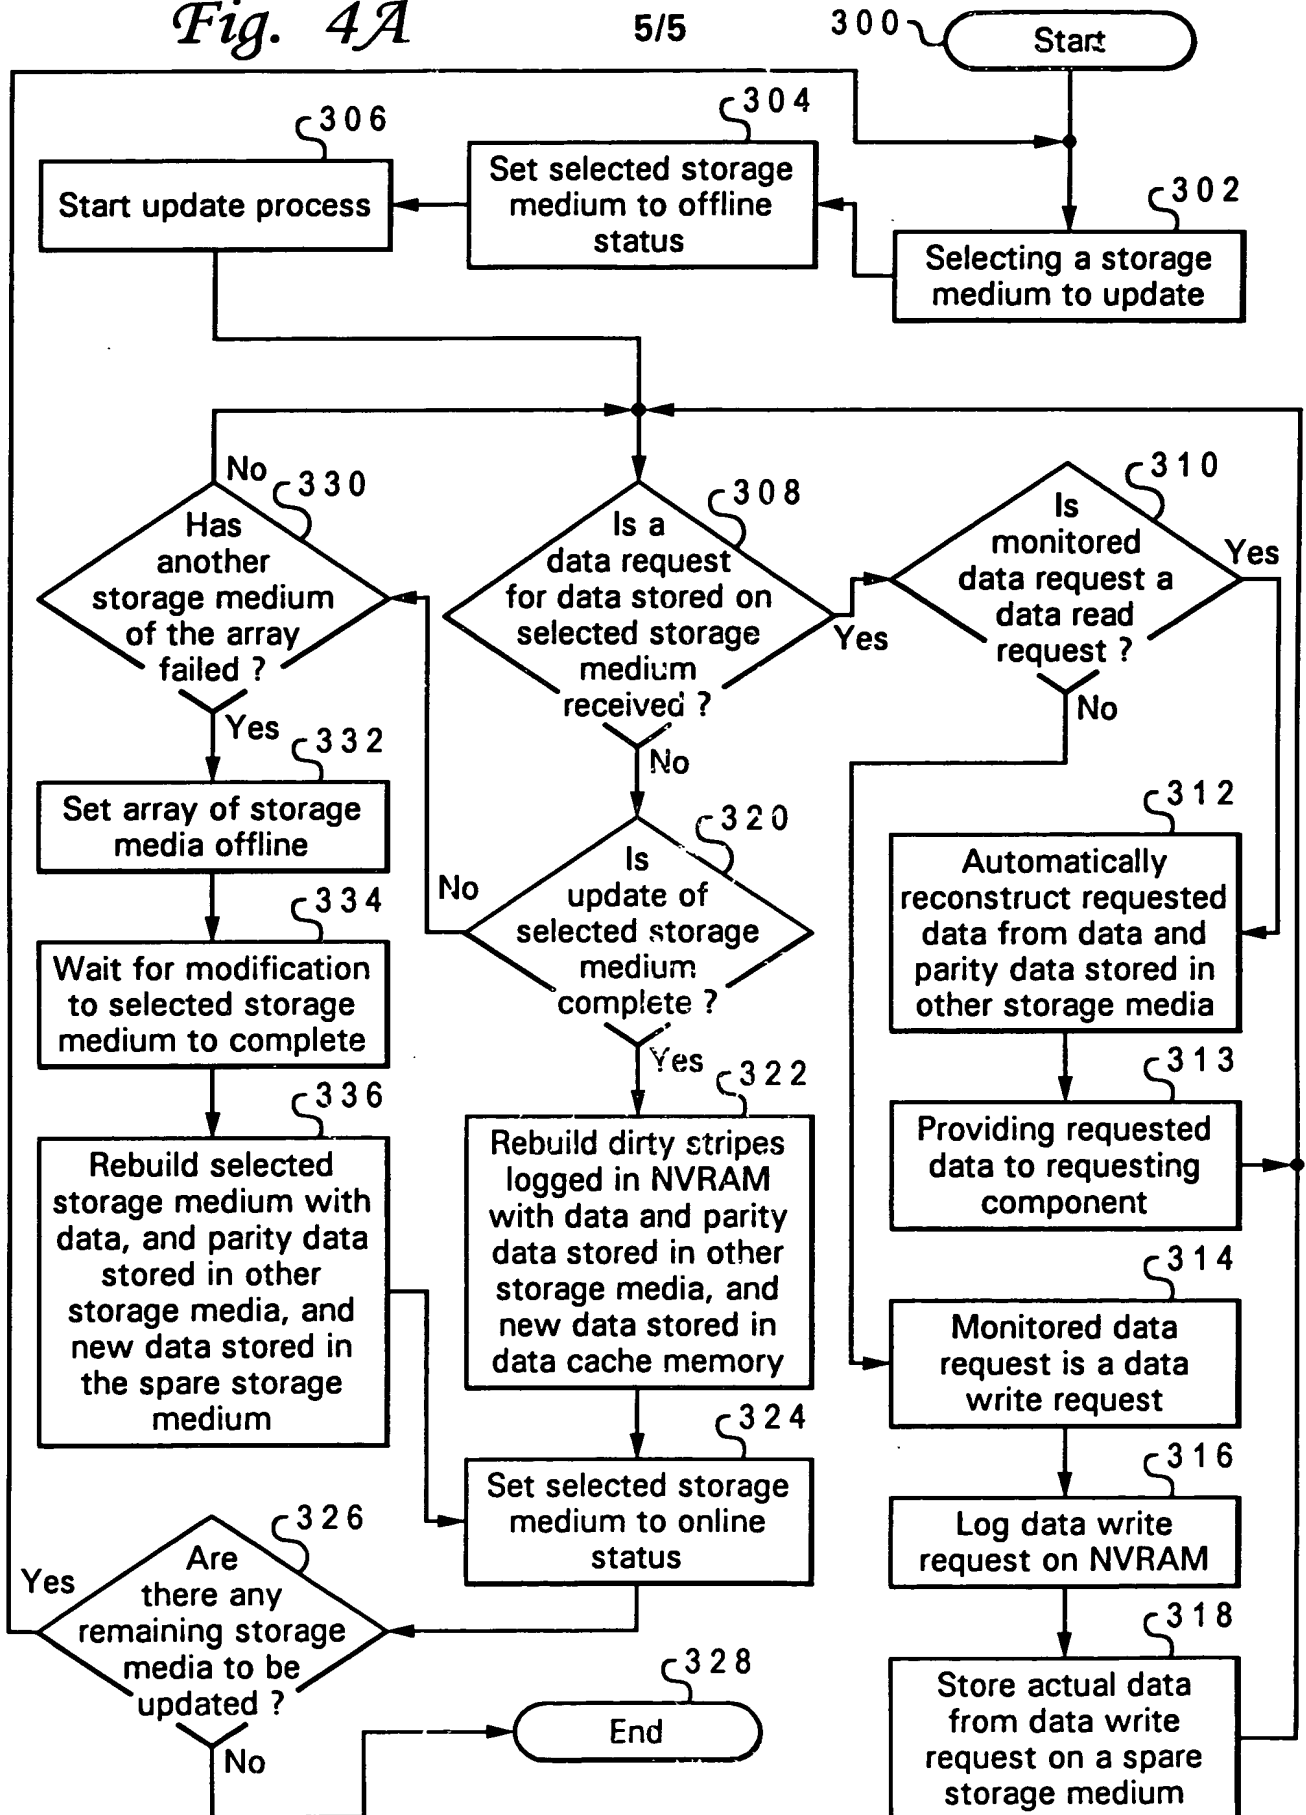 Fig. 4A
5/5
300
Start
304
306
Set selected storage
medium to offline
status
Start update process
302
Selecting a storage
medium to update
No
330
Has
another
storage medium
of the array
failed ?
Yes
308
Is a
data request
for data stored on
selected storage
medium
received ?
Yes
No
310
Is
monitored
data request a
data read
request ?
Yes
No
332
Set array of storage
media offline
334
Wait for modification
to selected storage
medium to complete
336
Rebuild selected
storage medium with
data, and parity data
stored in other
storage media, and
new data stored in
the spare storage
medium
320
Is
update of
selected storage
medium
complete ?
No
Yes
322
Rebuild dirty stripes
logged in NVRAM
with data and parity
data stored in other
storage media, and
new data stored in
data cache memory
324
Set selected storage
medium to online
status
312
Automatically
reconstruct requested
data from data and
parity data stored in
other storage media
313
Providing requested
data to requesting
component
314
Monitored data
request is a data
write request
316
Log data write
request on NVRAM
318
Store actual data
from data write
request on a spare
storage medium
326
Are
there any
remaining storage
media to be
updated ?
Yes
No
328
End